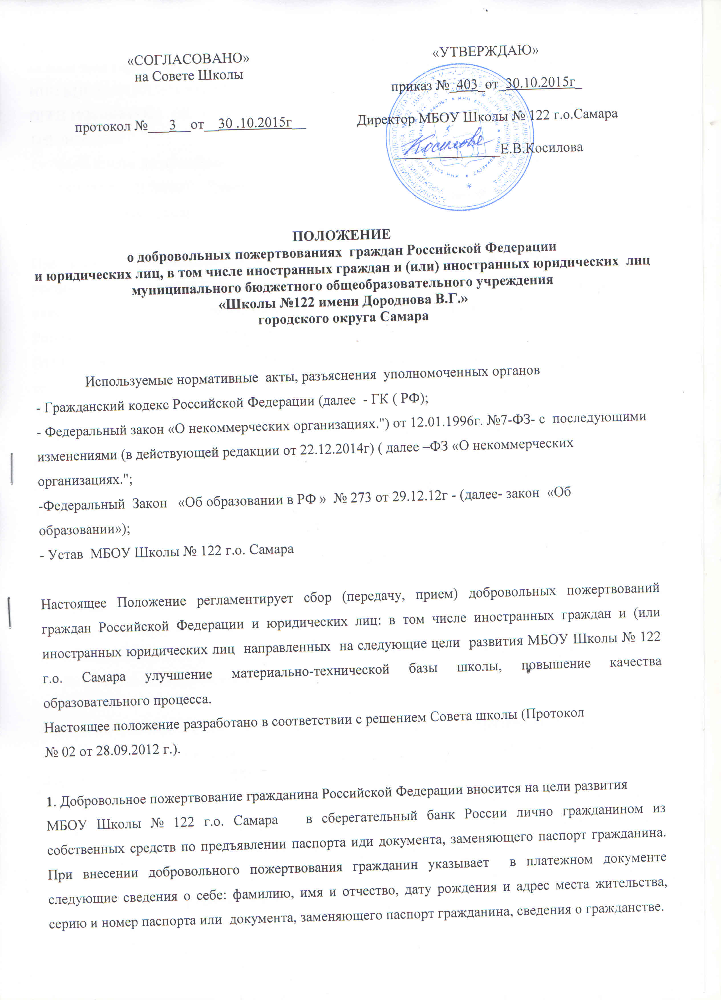 «СОГЛАСОВАНО»
на Совете Школы
протокол №___3__от__30 .10.2015г__
«УТВЕРЖДАЮ»
приказ №_403_от_30.10.2015г_
Директор МБОУ Школы № 122 г.о.Самара
Косилова
_______________Е.В.Косилова
ПОЛОЖЕНИЕ
о добровольных пожертвованиях граждан Российской Федерации
и юридических лиц, в том числе иностранных граждан и (или) иностранных юридических лиц
муниципального бюджетного общеобразовательного учреждения
«Школы №122 имени Дороднова В.Г.»
городского округа Самара
Используемые нормативные акты, разъяснения уполномоченных органов
- Гражданский кодекс Российской Федерации (далее - ГК ( РФ);
- Федеральный закон «О некоммерческих организациях.") от 12.01.1996г. №7-ФЗ- с последующими
изменениями (в действующей редакции от 22.12.2014г) ( далее –ФЗ «О некоммерческих
организациях.";
-Федеральный Закон «Об образовании в РФ » № 273 от 29.12.12г - (далее- закон «Об
образовании»);
- Устав МБОУ Школы № 122 г.о. Самара
Настоящее Положение регламентирует сбор (передачу, прием) добровольных пожертвований
граждан Российской Федерации и юридических лиц: в том числе иностранных граждан и (или
иностранных юридических лиц направленных на следующие цели развития МБОУ Школы № 122
г.о. Самара улучшение материально-технической базы школы, повышение качества
образовательного процесса.
Настоящее положение разработано в соответствии с решением Совета школы (Протокол
№ 02 от 28.09.2012 г.).
1. Добровольное пожертвование гражданина Российской Федерации вносится на цели развития
МБОУ Школы № 122 г.о. Самара в сберегательный банк России лично гражданином из
собственных средств по предъявлении паспорта иди документа, заменяющего паспорт гражданина.
При внесении добровольного пожертвования гражданин указывает в платежном документе
следующие сведения о себе: фамилию, имя и отчество, дату рождения и адрес места жительства,
серию и номер паспорта или документа, заменяющего паспорт гражданина, сведения о гражданстве.